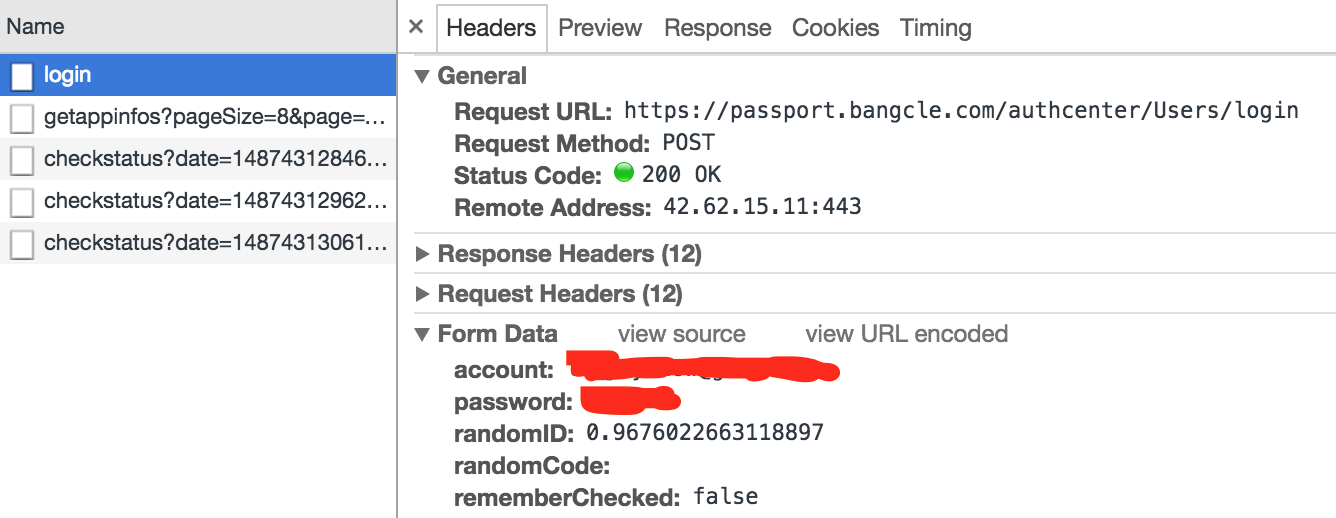 Name
login
getappinfos?pageSize=8&page=...
checkstatus?date=14874312846...
checkstatus?date=14874312962...
checkstatus?date=14874313061...
× Headers Preview Response Cookies Timing
▼ General
Request URL: https://passport.bangcle.com/authcenter/Users/login
Request Method: POST
Status Code: 200 OK
Remote Address: 42.62.15.11:443
▶ Response Headers (12)
▶ Request Headers (12)
▼ Form Data view source view URL encoded
account:
password:
randomID: 0.9676022663118897
randomCode:
rememberChecked: false